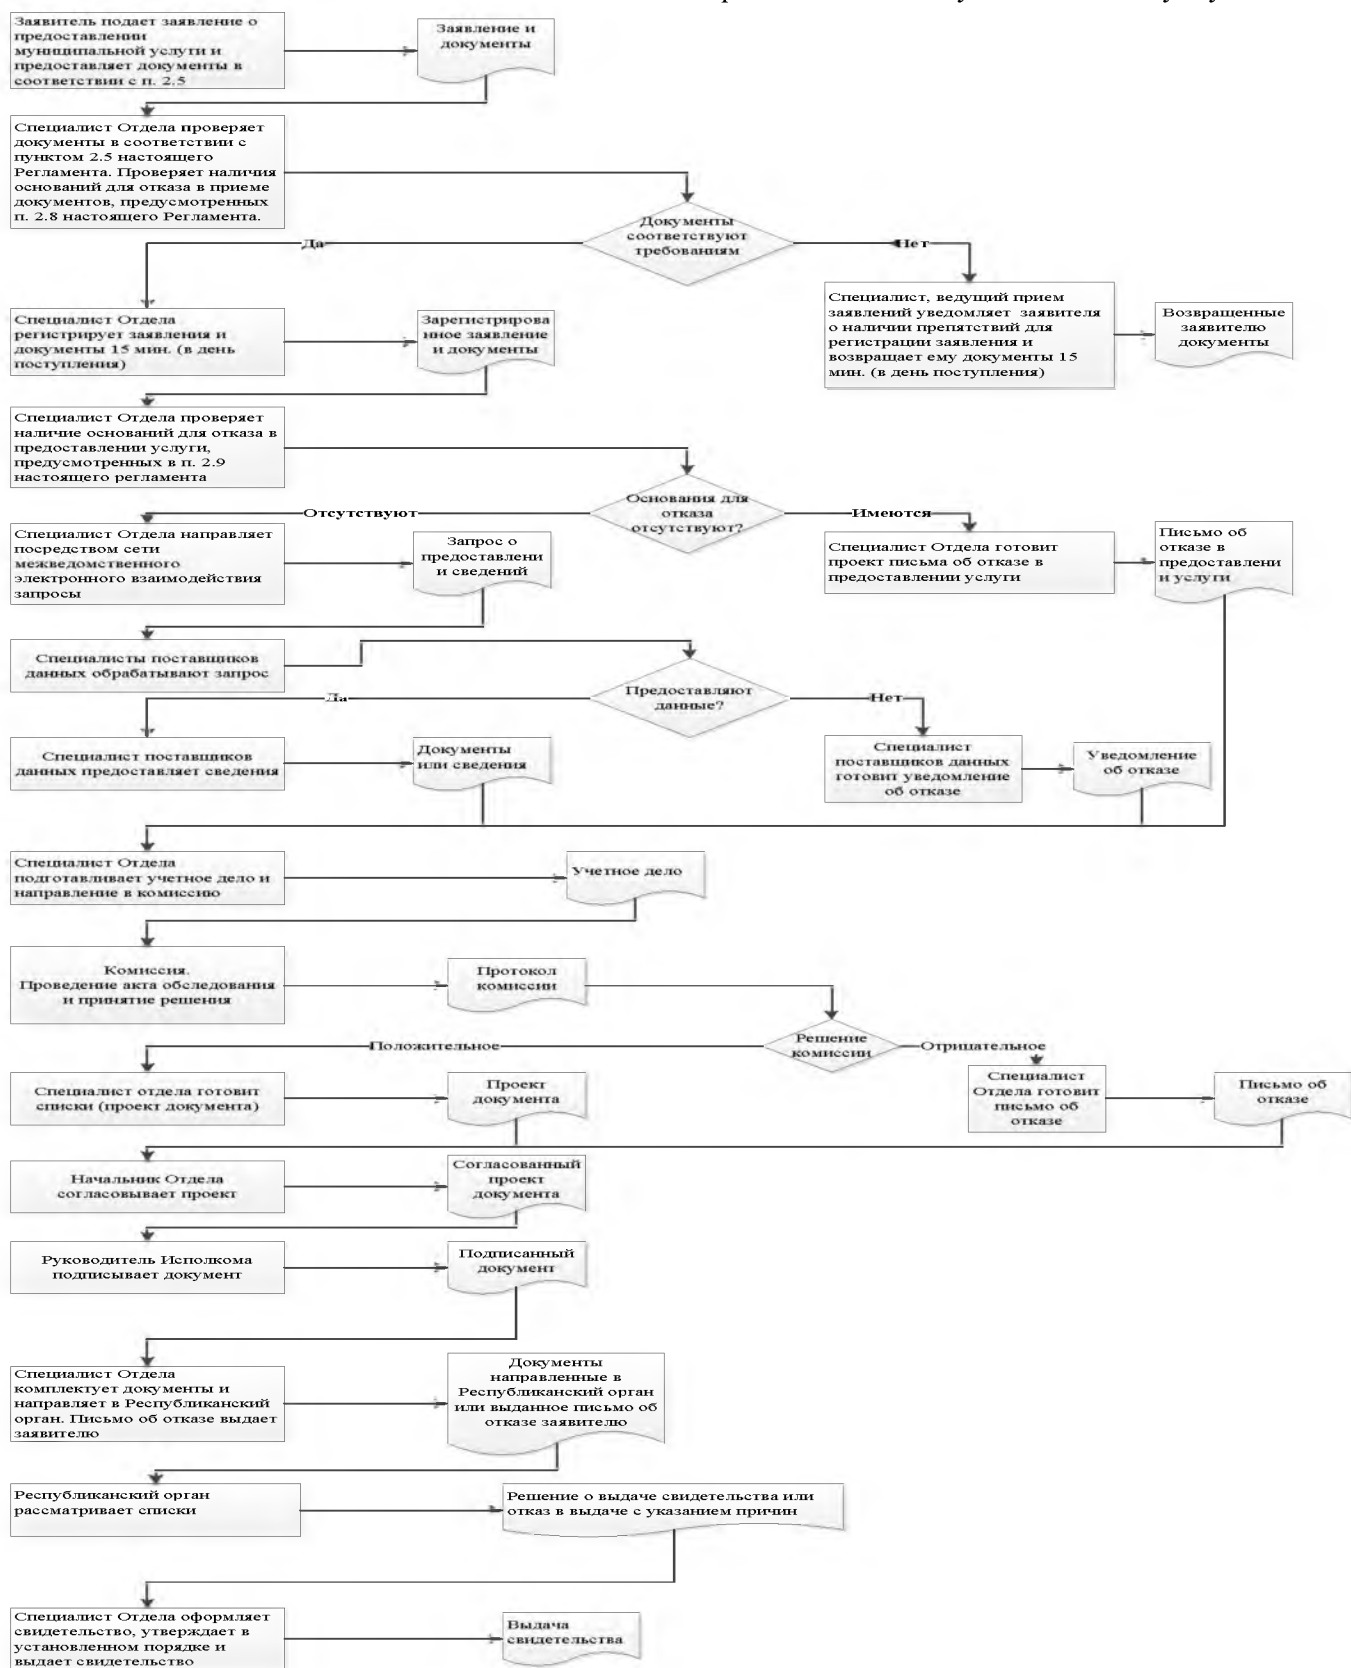 Заявитель подает заявление о
предоставлении
муниципальной услуги и
предоставляет документы в
соответствии с п. 2.5
Заявление и
документы
Специалист Отдела проверяет
документы в соответствии с
пунктом 2.5 настоящего
Регламента. Проверяет наличия
оснований для отказа в приеме
документов, предусмотренных
п. 2.8 настоящего Регламента.
Документы
соответствуют
требованиям
Да
Нет
Специалист Отдела
регистрирует заявления и
документы 15 мин. (в день
поступления)
Зарегистрирова
нное заявление
и документы
Специалист, ведущий прием
заявлений уведомляет заявителя
о наличии препятствий для
регистрации заявления и
возвращает ему документы 15
мин. (в день поступления)
Возвращенные
заявителю
документы
Специалист Отдела проверяет
наличие оснований для отказа в
предоставлении услуги,
предусмотренных в п. 2.9
настоящего регламента
Основания для
отказа
отсутствуют?
Отсутствуют
Имеются
Специалист Отдела направляет
посредством сети
межведомственного
электронного взаимодействия
запросы
Запрос о
предоставлени
и сведений
Специалист Отдела готовит
проект письма об отказе в
предоставлении услуги
Письмо об
отказе в
предоставлени
и услуги
Специалисты поставщиков
данных обрабатывают запрос
Предоставляют
данные?
Да
Нет
Специалист поставщиков
данных предоставляет сведения
Документы
или сведения
Специалист
поставщиков данных
готовит уведомление
об отказе
Уведомление
об отказе
Специалист Отдела
подготавливает учетное дело и
направление в комиссию
Учетное дело
Комиссия.
Проведение акта обследования
и принятие решения
Протокол
комиссии
Решение
комиссии
Положительное
Отрицательное
Специалист отдела готовит
списки (проект документа)
Проект
документа
Специалист
Отдела готовит
письмо об
отказе
Письмо об
отказе
Начальник Отдела
согласовывает проект
Согласованный
проект
документа
Руководитель Исполкома
подписывает документ
Подписанный
документ
Специалист Отдела
комплектует документы и
направляет в Республиканский
орган. Письмо об отказе выдает
заявителю
Документы
направленные в
Республиканский орган
или выданное письмо об
отказе заявителю
Республиканский орган
рассматривает списки
Решение о выдаче свидетельства или
отказ в выдаче с указанием причин
Специалист Отдела оформляет
свидетельство, утверждает в
установленном порядке и
выдает свидетельство
Выдача
свидетельства